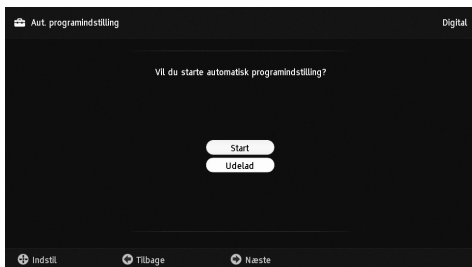 Aut. programindstilling
Digital
Vil du starte automatisk programindstilling?
Start
Udelad
Indstil
Tilbage
Næste